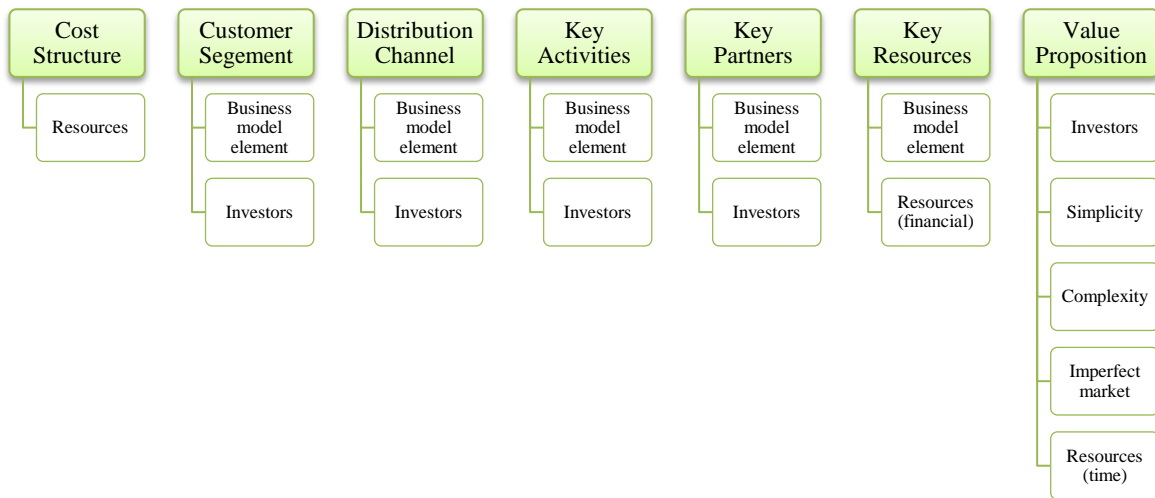 Cost
Structure
Resources
Customer
Segement
Business
model
element
Investors
Distribution
Channel
Business
model
element
Investors
Key
Activities
Business
model
element
Investors
Key
Partners
Business
model
element
Investors
Key
Resources
Business
model
element
Resources
(financial)
Value
Proposition
Investors
Simplicity
Complexity
Imperfect
market
Resources
(time)